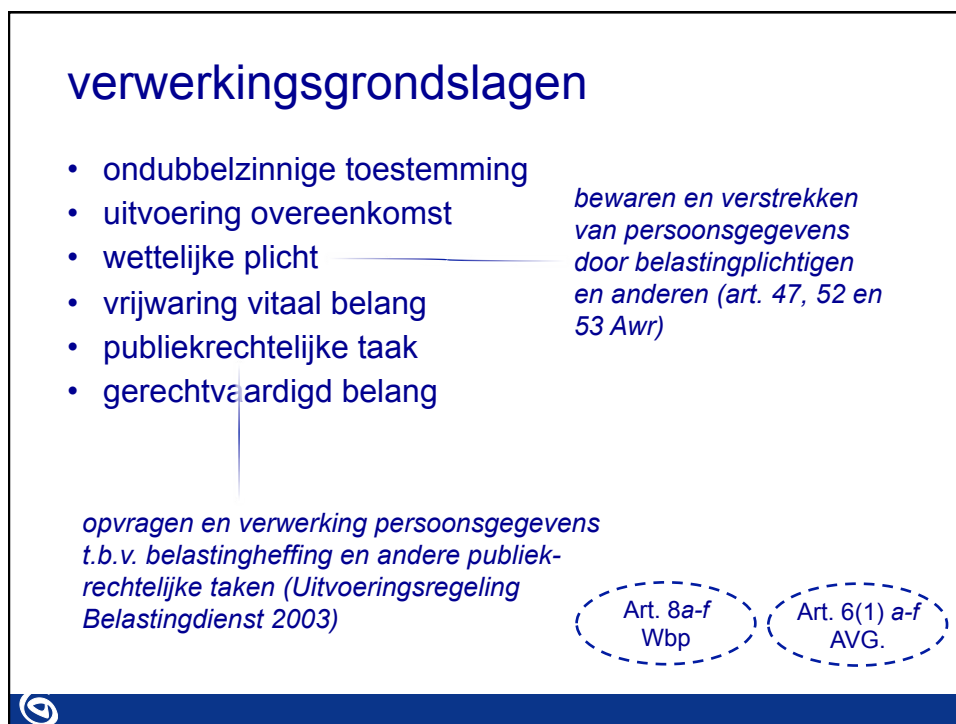 verwerkingsgrondslagen
• ondubbelzinnige toestemming
• uitvoering overeenkomst
• wettelijke plicht
• vrijwaring vitaal belang
• publiekrechtelijke taak
• gerechtvaardigd belang
bewaren en verstrekken
van persoonsgegevens
door belastingplichtigen
en anderen (art. 47, 52 en
53 Awr)
opvragen en verwerking persoonsgegevens
t.b.v. belastingheffing en andere publiek-
rechtelijke taken (Uitvoeringsregeling
Belastingdienst 2003)
Art. 8a-f
Wbp
Art. 6(1) a-f
AVG.